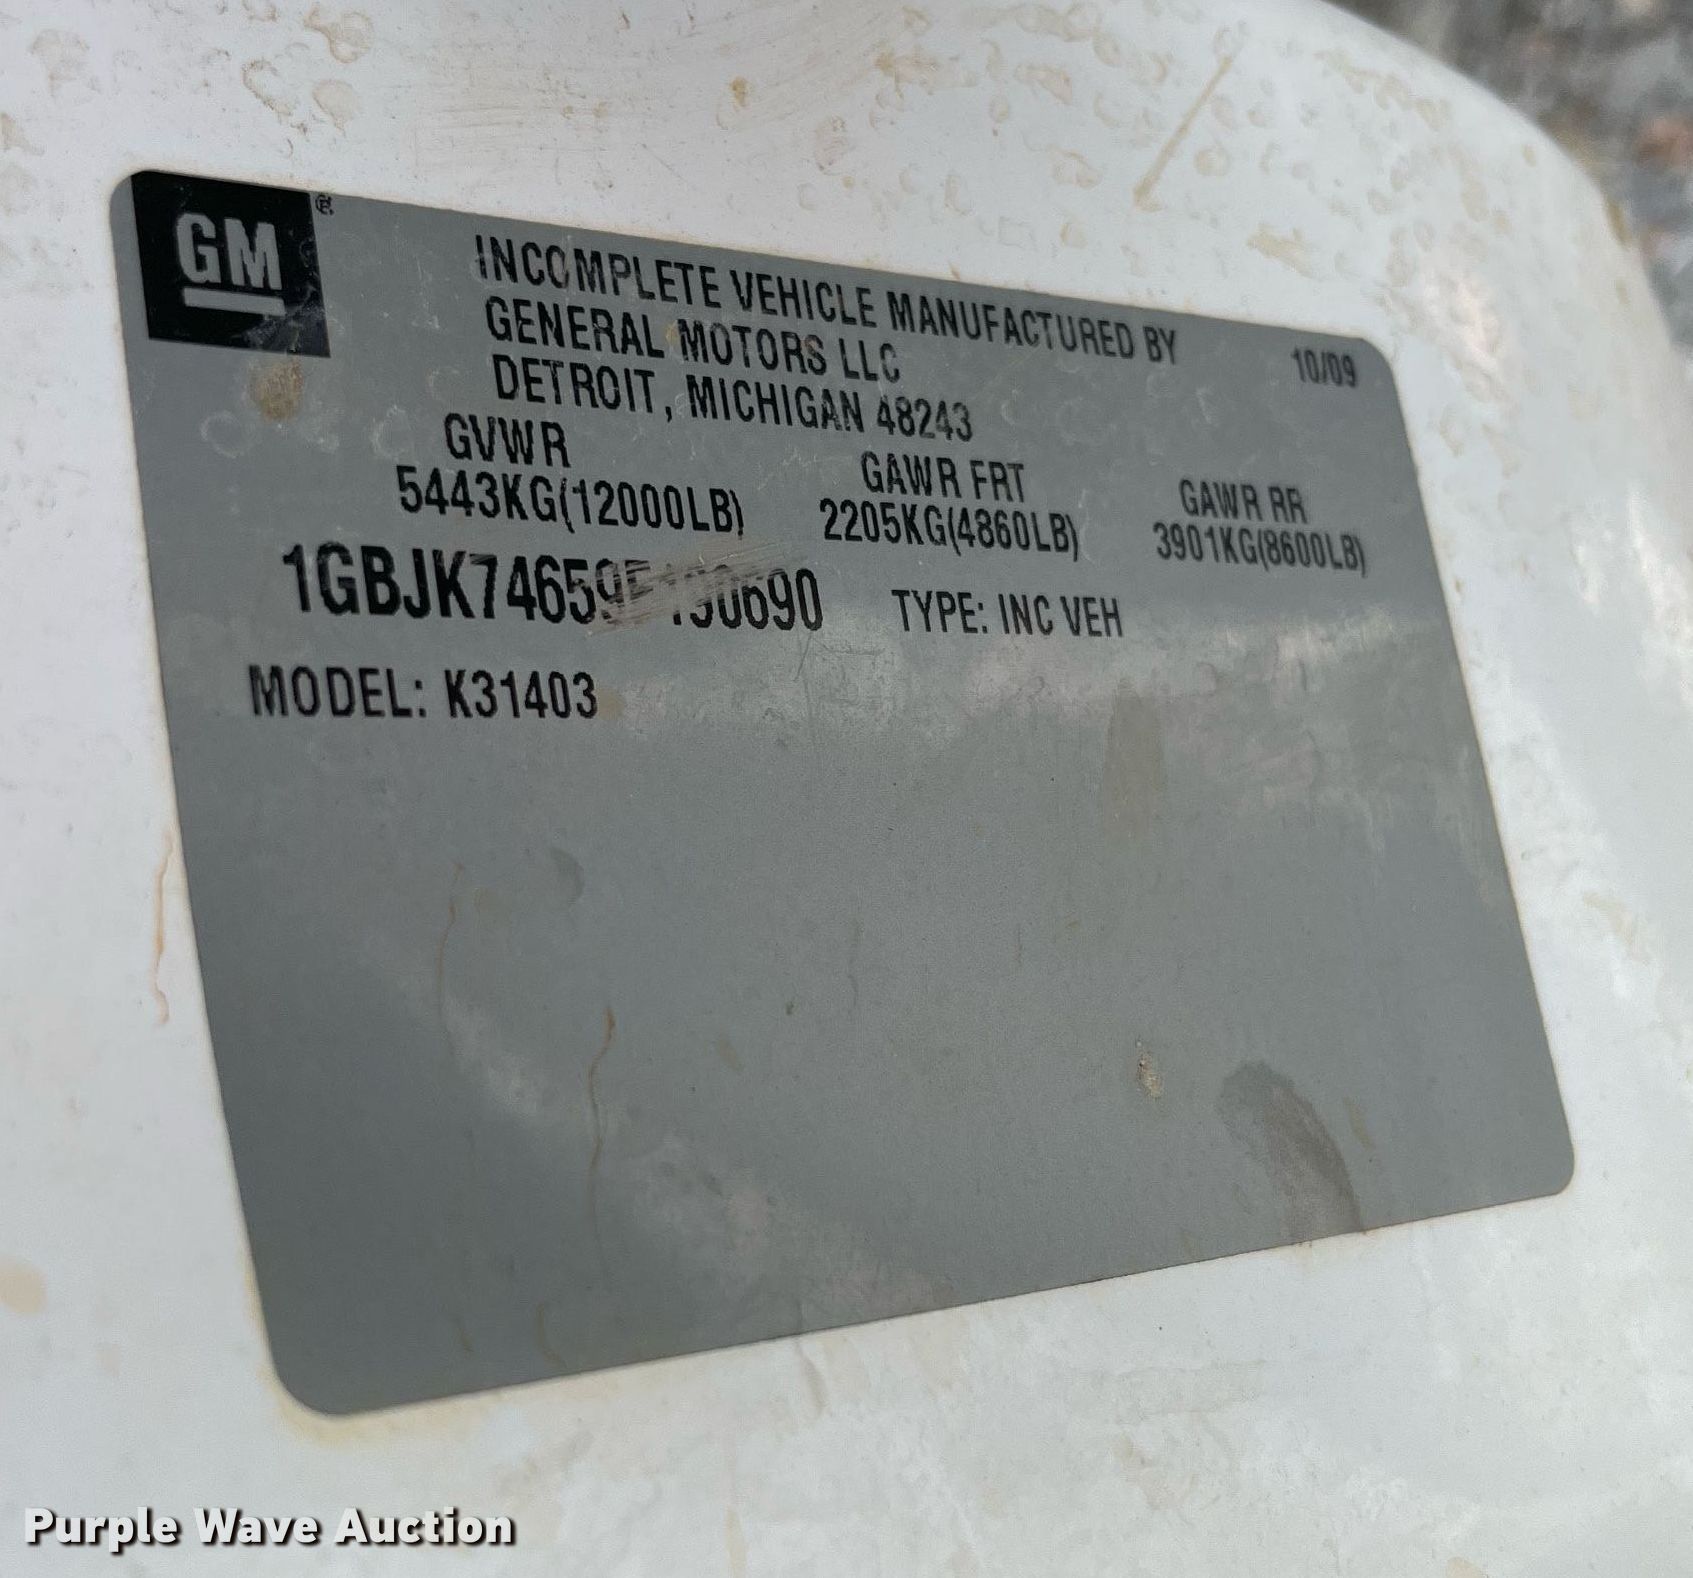 GM®
INCOMPLETE VEHICLE MANUFACTURED BY
GENERAL MOTORS LLC
10/09
DETROIT, MICHIGAN 48243
GVWR GAWR FRT GAWR RR
5443KG(12000LB) 2205KG(4860LB) 3901KG(8600LB)
TYPE: INC VEH
MODEL: K31403
Purple Wave Auction